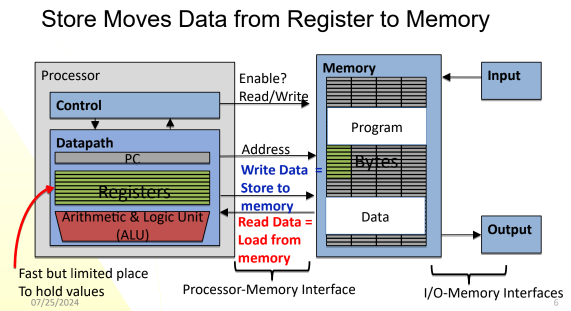 Store Moves Data from Register to Memory
Processor
Control
Datapath
PC
Registers
Arithmetic & Logic Unit
(ALU)
Enable?
Read/Write
Address
Write Data =
Store to
memory
Read Data =
Load from
memory
Memory
Program
Bytes
Data
Input
Output
Fast but limited place
To hold values
Processor-Memory Interface
I/O-Memory Interfaces
07/25/2024
6